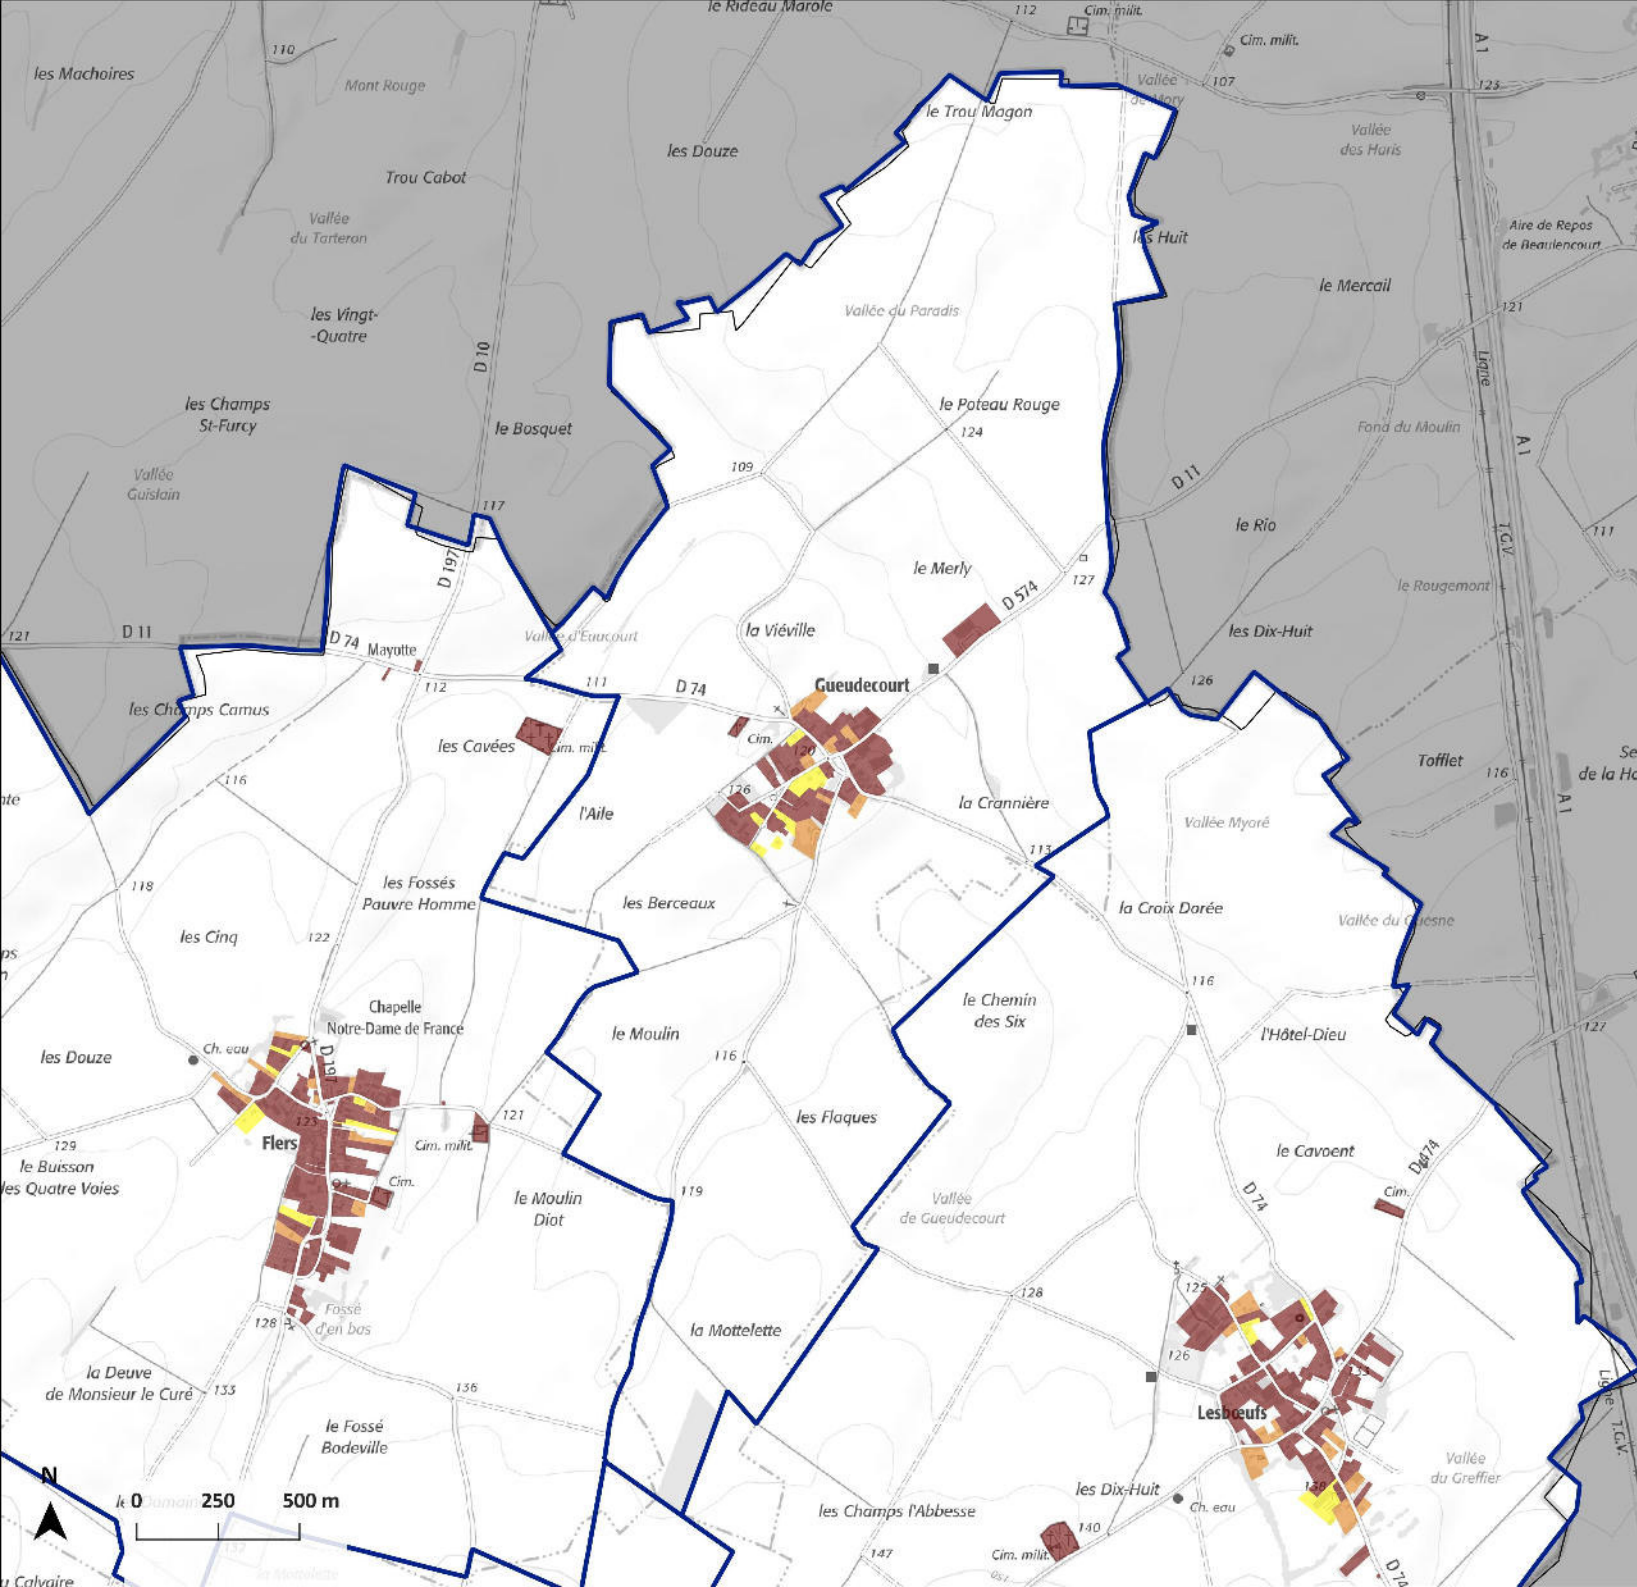 le Rideau Marole
112
Cim. milit.
Cim. milit.
A 1
110
les Machoires
Mont Rouge
Vallée
de Mory
107
123
le Trou Magon
Vallée
des Haris
les Douze
Trou Cabot
Vallée
du Tarteron
les Huit
Aire de Repos
de Beaulencourt
le Mercail
121
les Vingt-
-Quatre
Vallée du Paradis
D 10
Ligne
les Champs
St-Furcy
le Bosquet
le Poteau Rouge
124
Fond du Moulin
A 1
109
D 11
Vallée
Guislain
117
le Rio
T.G.V.
111
D 197
le Merly
127
D 574
le Rougemont
121
D 11
D 74
Mayotte
Vallée d'Eaucourt
la Viéville
les Dix-Huit
112
111
D 74
Gueudecourt
126
les Champs Camus
les Cavées
Cim. milit.
Cim.
120
Tofflet
116
A 1
116
126
l'Aile
la Crannière
Vallée Myoré
113
118
les Fossés
Pauvre Homme
les Berceaux
la Croix Dorée
Vallée du Quesne
les Cinq
122
116
Chapelle
Notre-Dame de France
le Chemin
des Six
le Moulin
l'Hôtel-Dieu
127
Ch. eau
les Douze
D 197
116
121
les Flaques
123
Flers
Cim. milit.
129
le Buisson
les Quatre Voies
le Cavoent
D 474
Cim.
Cim.
le Moulin
Diot
119
Vallée
de Gueudecourt
D 74
128
125
Fossé
d'en bas
128
la Mottelette
126
133
la Deuve
de Monsieur le Curé
133
136
Ligne
T.G.V.
Lesbœufs
le Fossé
Bodeville
Vallée
du Greffier
N
0
250
500 m
138
les Dix-Huit
Ch. eau
les Champs l'Abbesse
140
Cim. milit.
147
137
la Mottelette
D 74
Calvaire